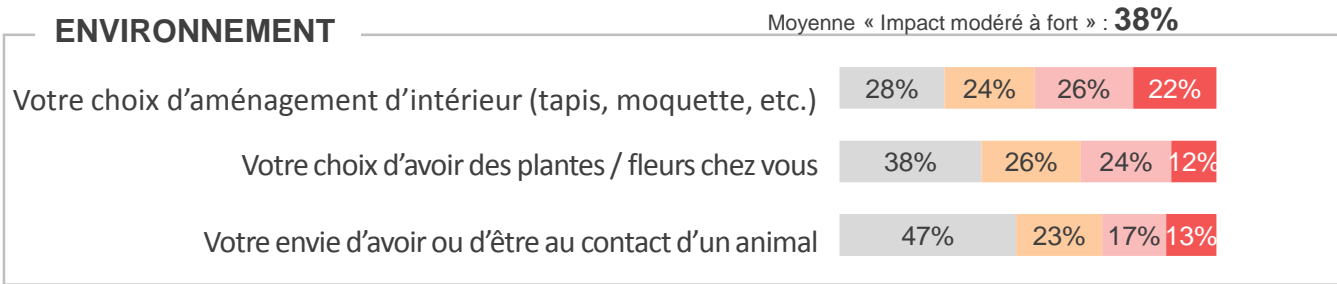 ENVIRONNEMENT
Moyenne « Impact modéré à fort » : 38%
Votre choix d’aménagement d’intérieur (tapis, moquette, etc.) 28% 24% 26% 22%
Votre choix d’avoir des plantes / fleurs chez vous 38% 26% 24% 12%
Votre envie d’avoir ou d’être au contact d’un animal 47% 23% 17% 13%